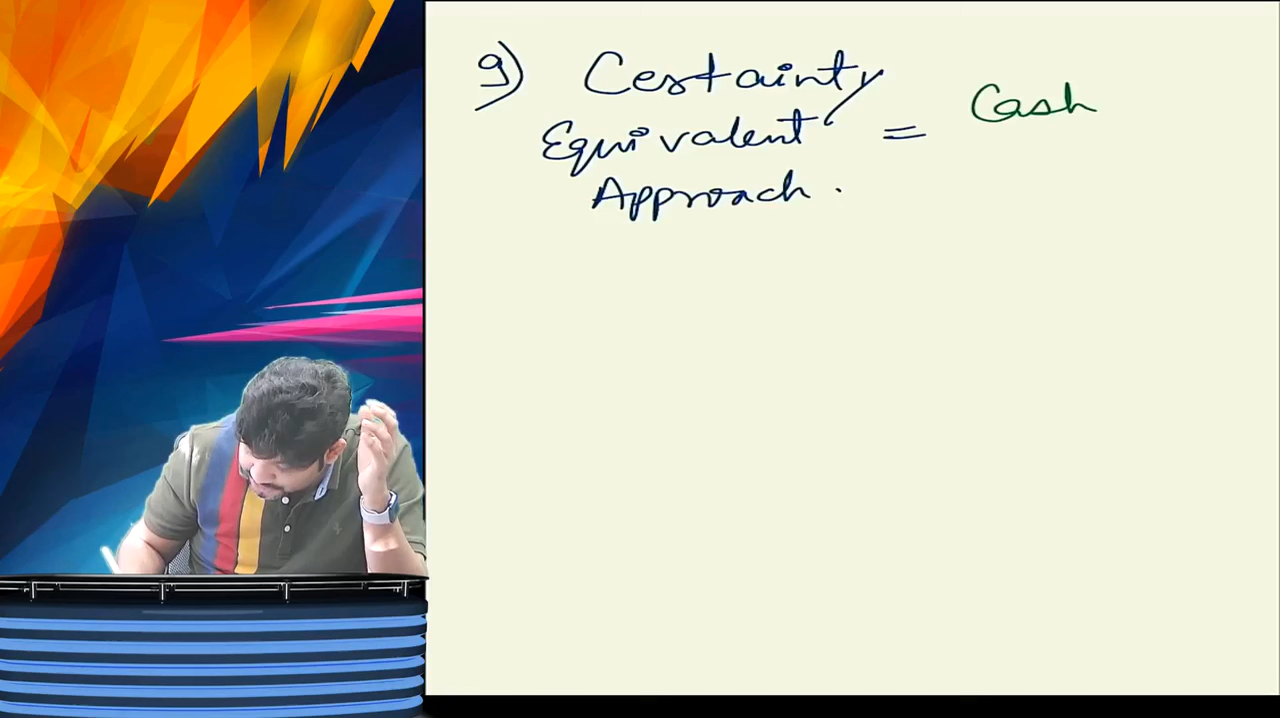 9) Certainty
Equivalent = Cash
Approach.